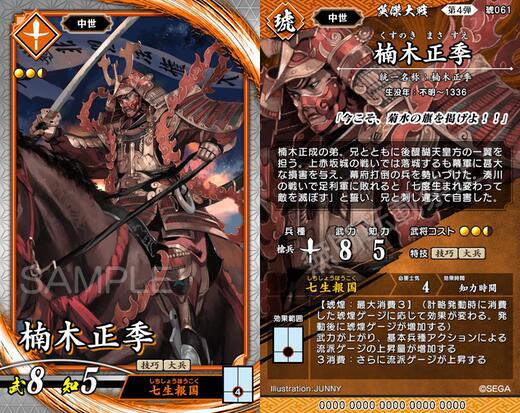 中世
SAMPLE
楠木正季
技巧 大兵
武8 知5
しちしょうほうこく
七生報国
4
琥
中世
英傑大戦
第4弾
琥061
くすのき まさ すえ
楠木正季
統一名称:楠木正季
生没年:不明～1336
「今こそ、菊水の旗を掲げよ!!」
楠木正成の弟。兄とともに後醍醐天皇方の一翼を
担う。上赤坂城の戦いでは落城するも幕軍に甚大
な損害を与え、幕府打倒の兵を勢いづけた。湊川
の戦いで足利軍に敗れると「七度生まれ変わって
敵を滅ぼす」と誓い、兄と刺し違えて自害した。
兵種 武力 知力 武将コスト
槍兵 8 5 特技 技巧 大兵
しちしょうほうこく 必要士気 効果時間
七生報国 4 知力時間
効果範囲
【琥煌:最大消費3】(計略発動時に消費
した琥煌ゲージに応じて効果が変わる。発
動後に琥煌ゲージが増加する)
武力が上がり、基本兵種アクションによる
流派ゲージの上昇量が増加する
3消費:さらに流派ゲージが上昇する
Illustration:JUNNY
©SEGA
0000 0000 0000 0000 0000